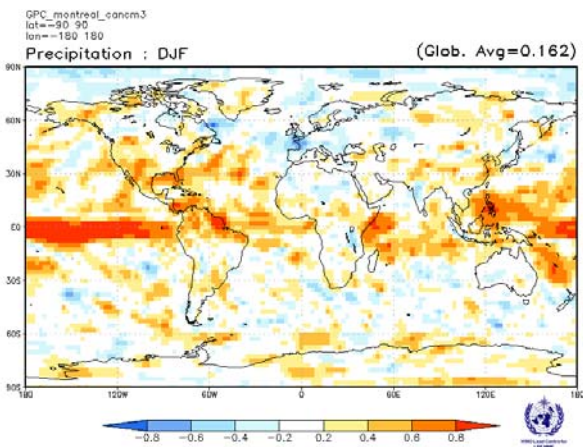 GPC_montreal_cancm3
lat=-90 90
lon=-180 180
Precipitation : DJF
(Glob. Avg=0.162)
90N
60N
30N
EQ
30S
60S
90S
180
120W
60W
0
60E
120E
180
-0.8
-0.6
-0.4
-0.2
0.2
0.4
0.6
0.8